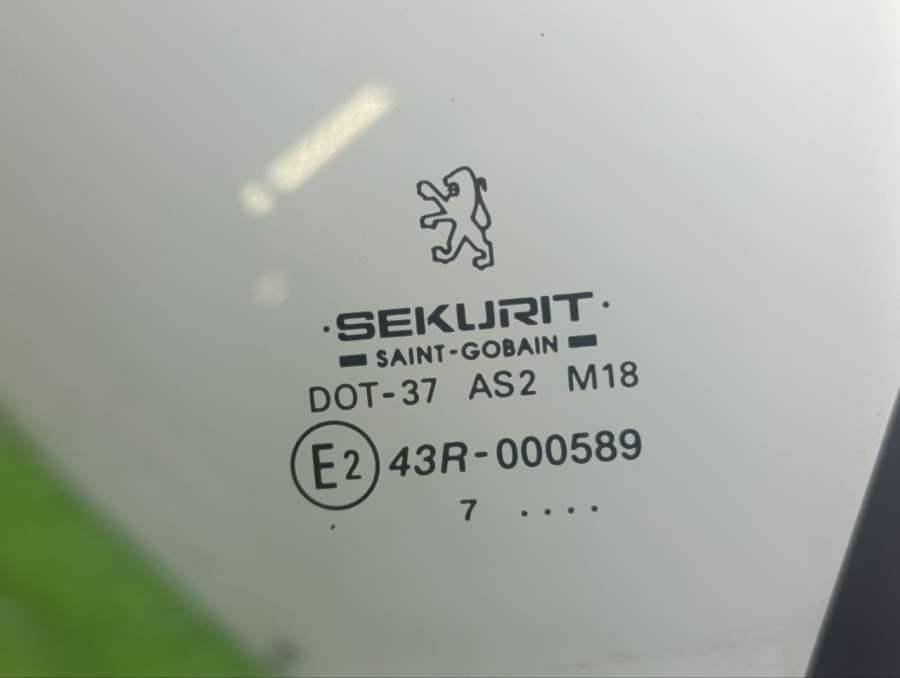 ·SEKURIT·
SAINT-GOBAIN
DOT-37 AS2 M18
E2 43R-000589
7 ....